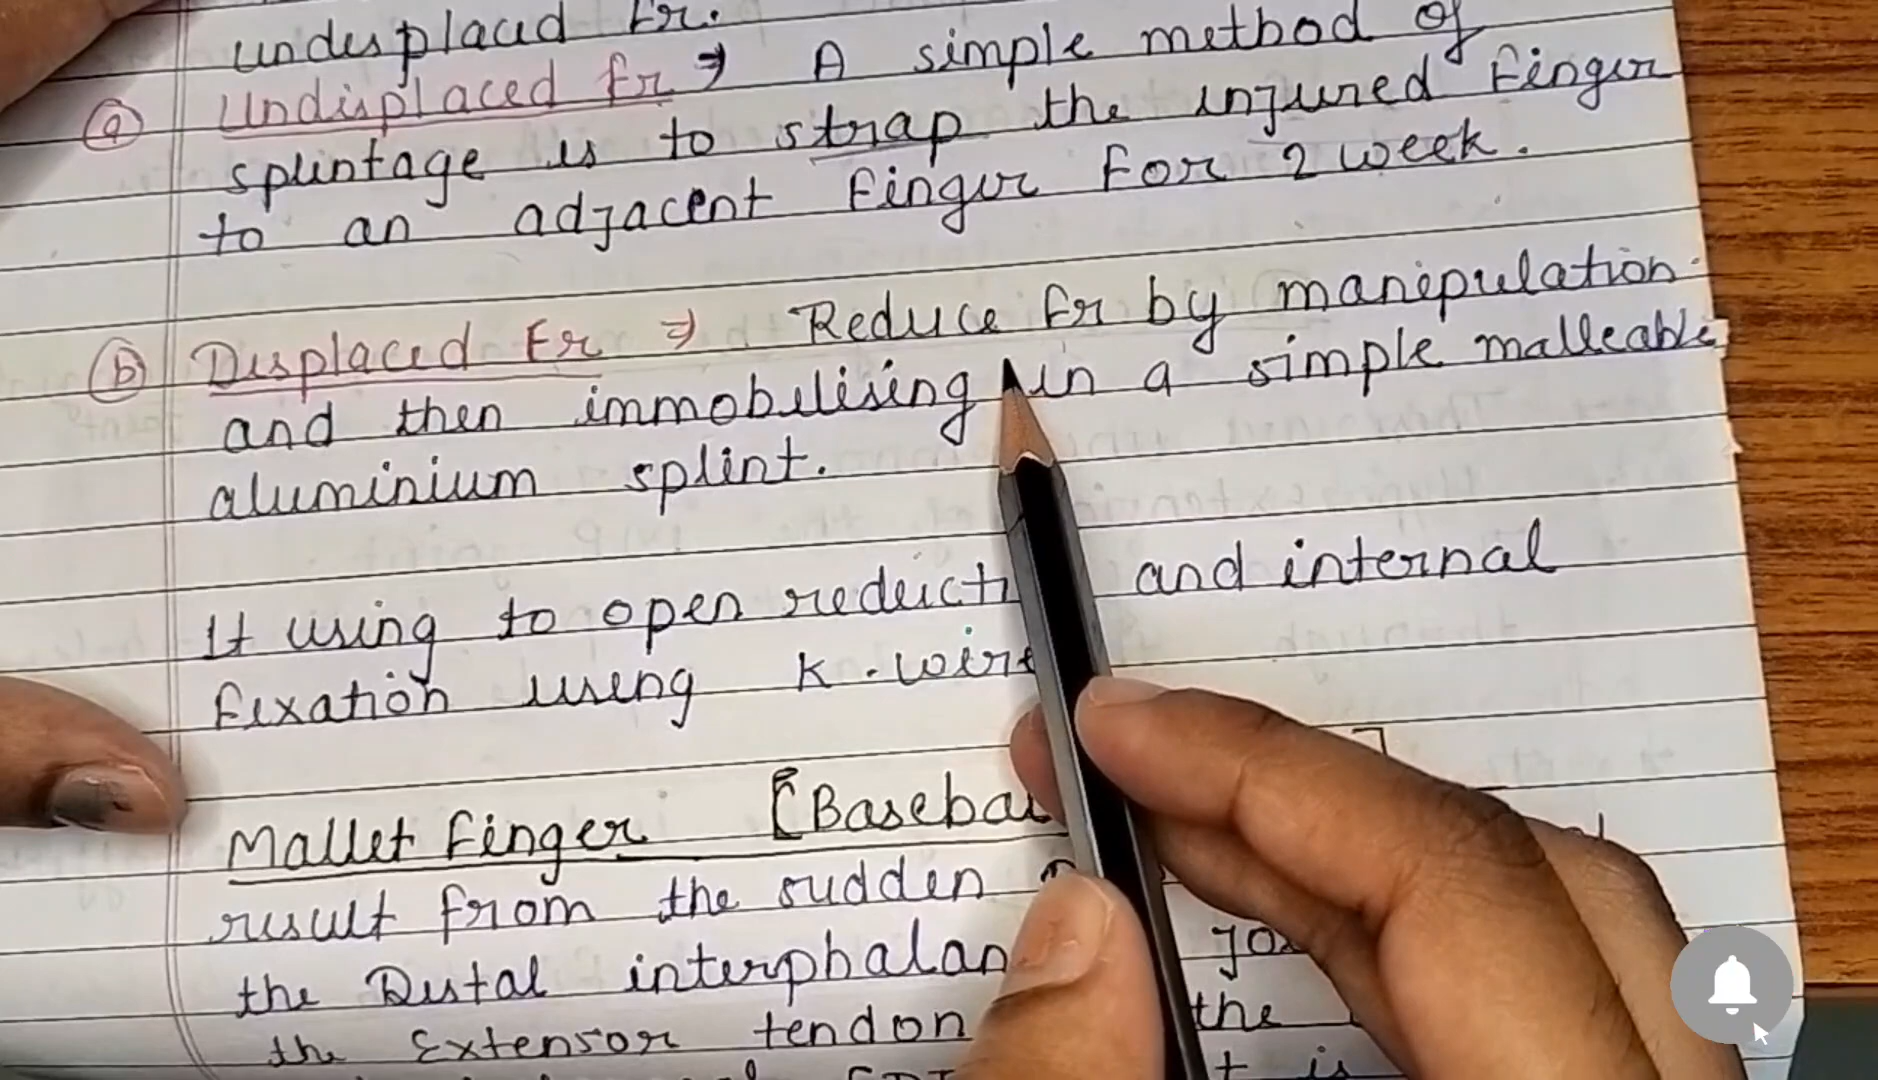 undisplaced Fr.
(a) Undisplaced Fr ⇒ A simple method of
splintage is to strap the injured Finger
to an adjacent Finger For 2 week.
(b) Displaced Fr ⇒ Reduce Fr by manipulation
and then immobilising in a simple malleable
aluminium splint.
It using to open reduction and internal
fixation using K-wire
Mallet Finger [Baseba
result from the sudden
the Distal interphalan joi
the Extensor tendon the
t is